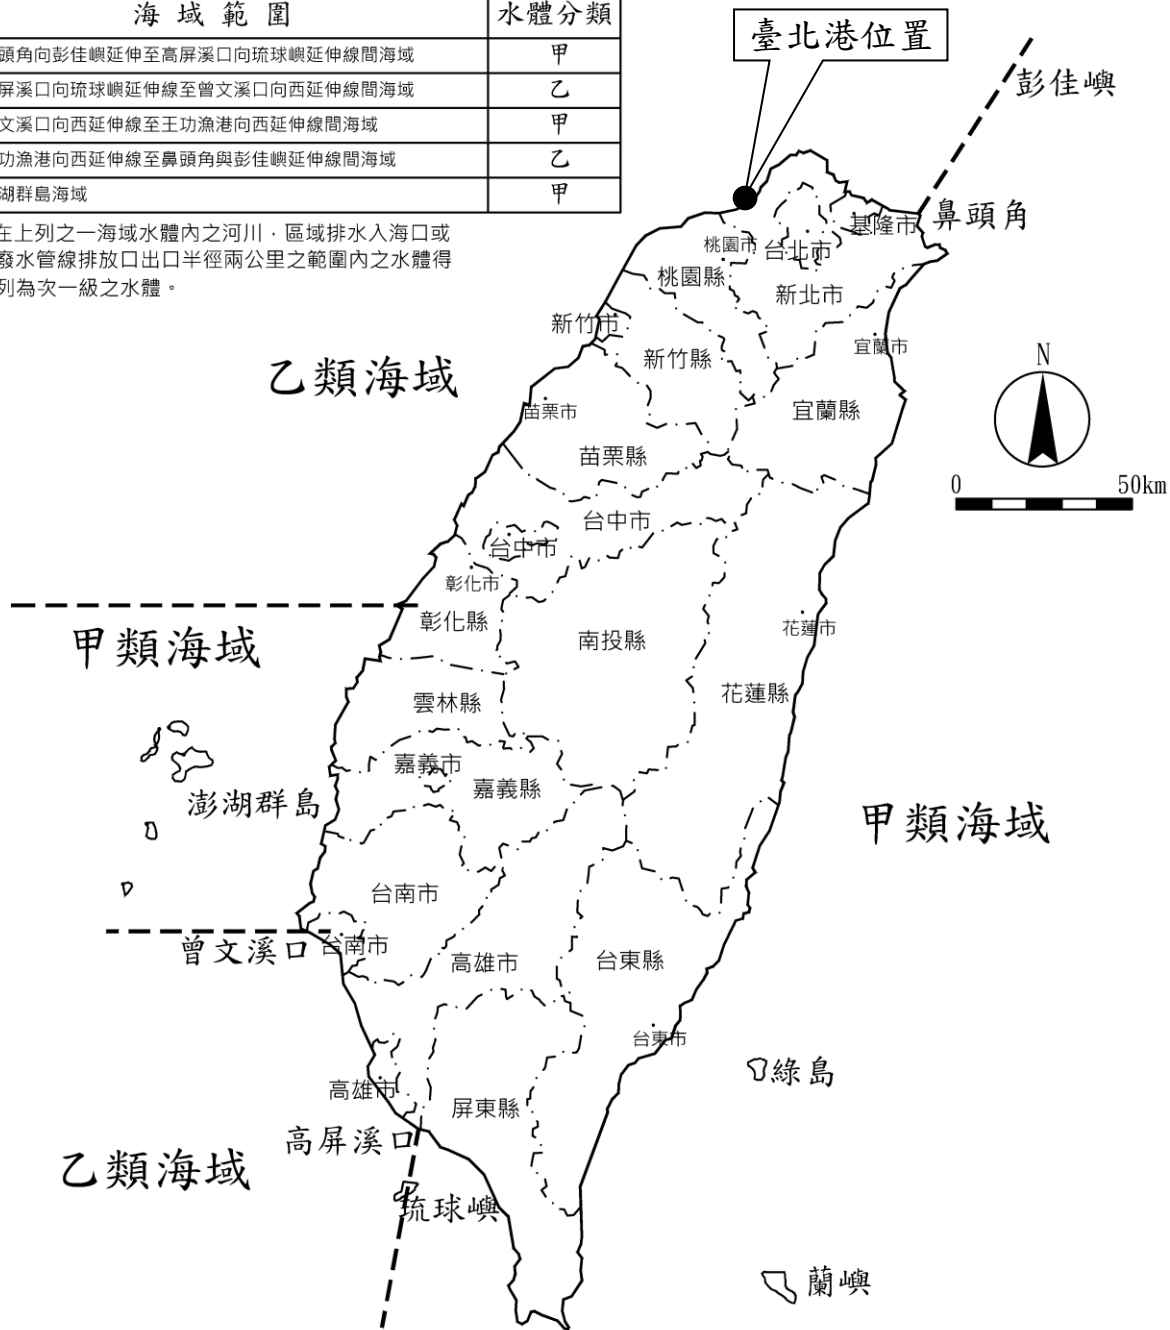 海域範圍 水體分類
頭角向彭佳嶼延伸至高屏溪口向琉球嶼延伸線間海域 甲
屏溪口向琉球嶼延伸線至曾文溪口向西延伸線間海域 乙
文溪口向西延伸線至王功漁港向西延伸線間海域 甲
功漁港向西延伸線至鼻頭角與彭佳嶼延伸線間海域 乙
湖群島海域 甲
在上列之一海域水體內之河川，區域排水入海口或
廢水管線排放口出口半徑兩公里之範圍內之水體得
列為次一級之水體。
臺北港位置
彭佳嶼
鼻頭角
基隆市
桃園市
台北市
桃園縣
新北市
新竹市
宜蘭市
新竹縣
乙類海域
N
苗栗市
宜蘭縣
苗栗縣
0 50km
台中市
台中市
彰化市
彰化縣
花蓮市
甲類海域
南投縣
花蓮縣
雲林縣
嘉義市
嘉義縣
澎湖群島
甲類海域
台南市
曾文溪口
台南市
高雄市
台東縣
台東市
綠島
高雄市
屏東縣
高屏溪口
乙類海域
琉球嶼
蘭嶼